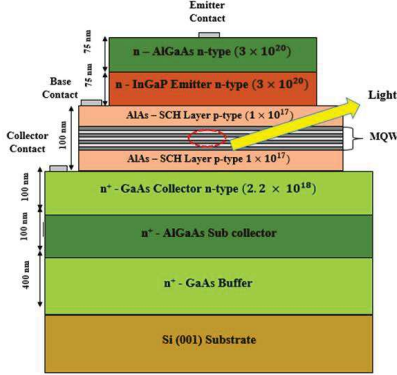 Emitter
Contact
75 nm
n – AlGaAs n-type (3 × 10²⁰)
75 nm
n - InGaP Emitter n-type (3 × 10²⁰)
Base
Contact
Light
100 nm
AlAs – SCH Layer p-type (1 × 10¹⁷)
MQW
AlAs – SCH Layer p-type 1 × 10¹⁷)
Collector
Contact
100 nm
n⁺ - GaAs Collector n-type (2.2 × 10¹⁸)
100 nm
n⁺ - AlGaAs Sub collector
400 nm
n⁺ - GaAs Buffer
Si (001) Substrate